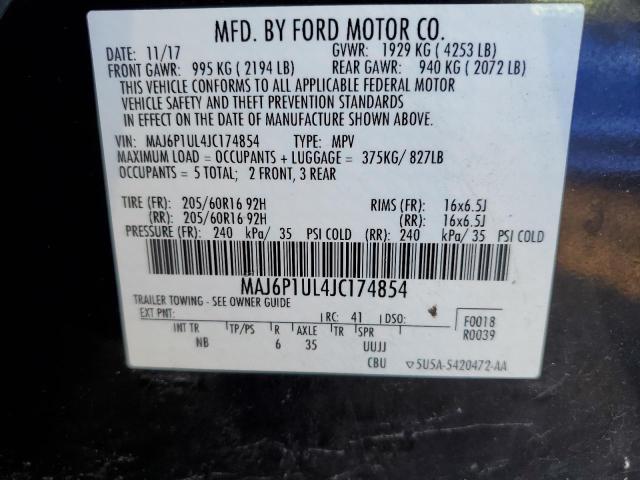 MFD. BY FORD MOTOR CO.
DATE: 11/17 GVWR: 1929 KG (4253 LB)
FRONT GAWR: 995 KG (2194 LB) REAR GAWR: 940 KG (2072 LB)
THIS VEHICLE CONFORMS TO ALL APPLICABLE FEDERAL MOTOR
VEHICLE SAFETY AND THEFT PREVENTION STANDARDS
IN EFFECT ON THE DATE OF MANUFACTURE SHOWN ABOVE.
VIN: MAJ6P1UL4JC174854 TYPE: MPV
MAXIMUM LOAD = OCCUPANTS + LUGGAGE = 375KG/ 827LB
OCCUPANTS = 5 TOTAL; 2 FRONT, 3 REAR
TIRE (FR): 205/60R16 92H RIMS (FR): 16x6.5J
(RR): 205/60R16 92H (RR): 16x6.5J
PRESSURE (FR): 240 kPa/ 35 PSI COLD (RR): 240 kPa/ 35 PSI COLD
MAJ6P1UL4JC174854
TRAILER TOWING - SEE OWNER GUIDE
EXT PNT: RC: 41 DSO: F0018
INT TR TP/PS R AXLE TR SPR R0039
NB 6 35 UUJJ
CBU 5U5A-5420472-AA